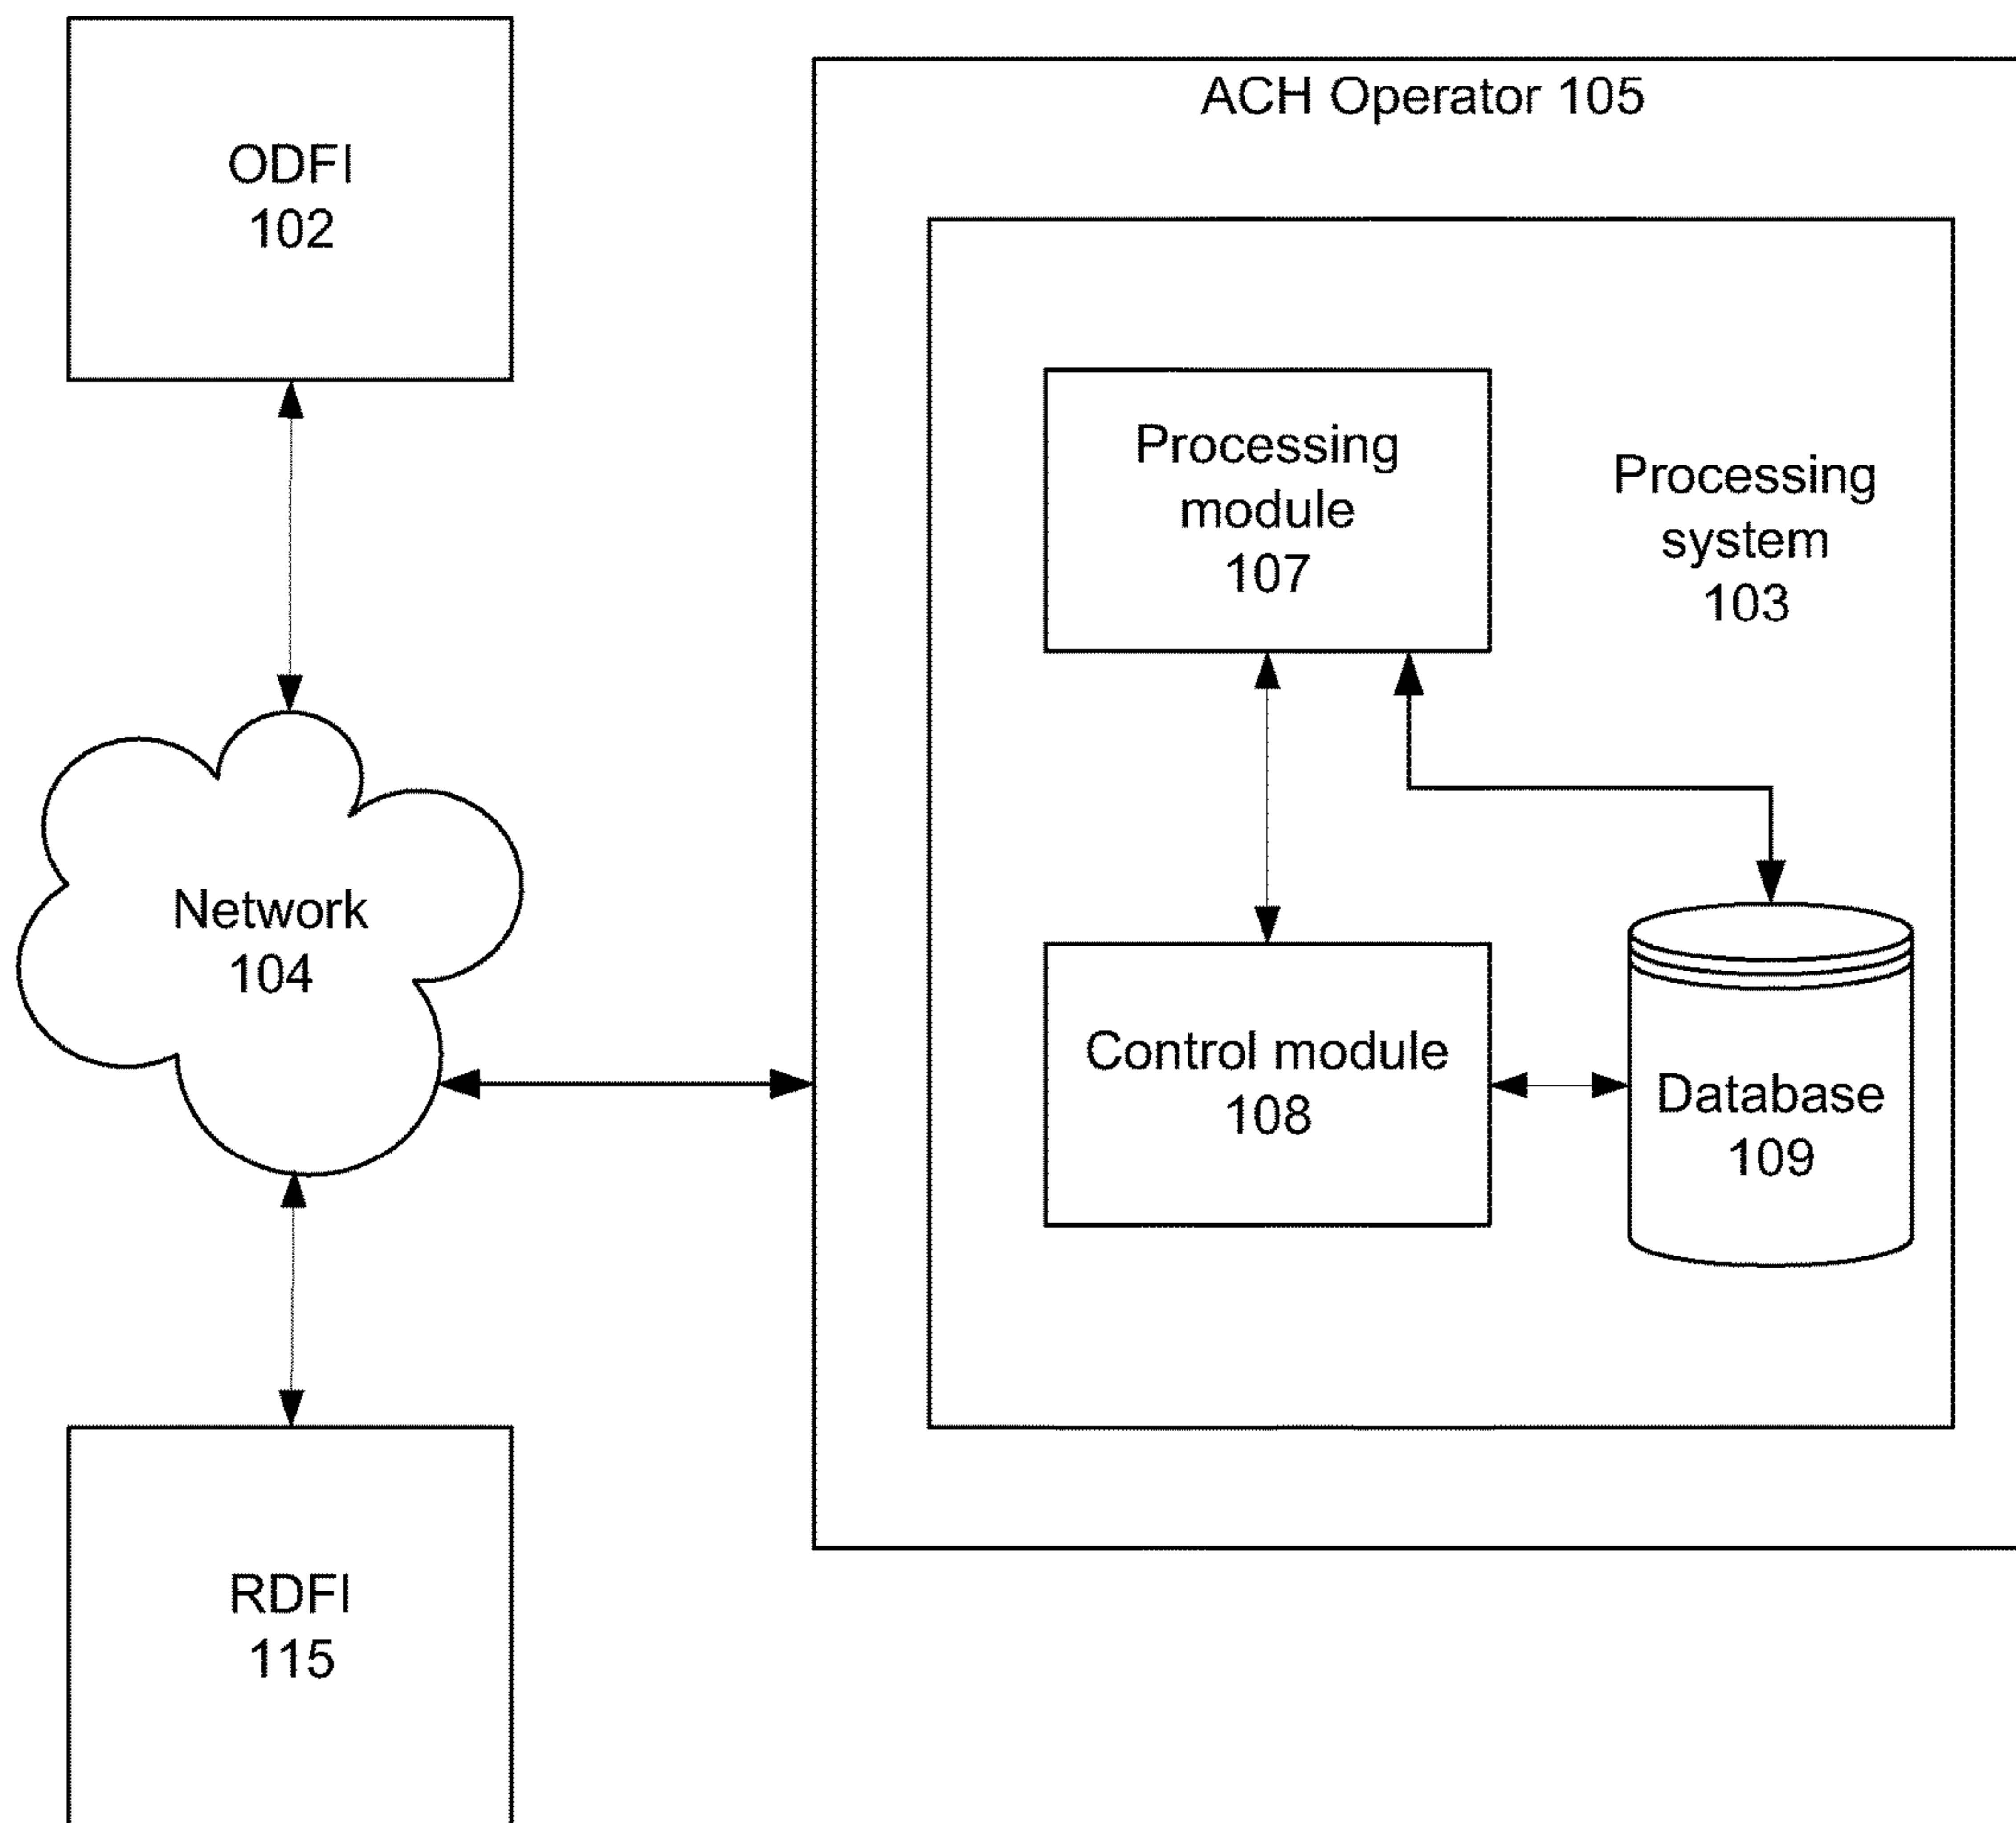 ODFI
102
ACH Operator 105
Processing
module
107
Processing
system
103
Network
104
Control module
108
Database
109
RDFI
115